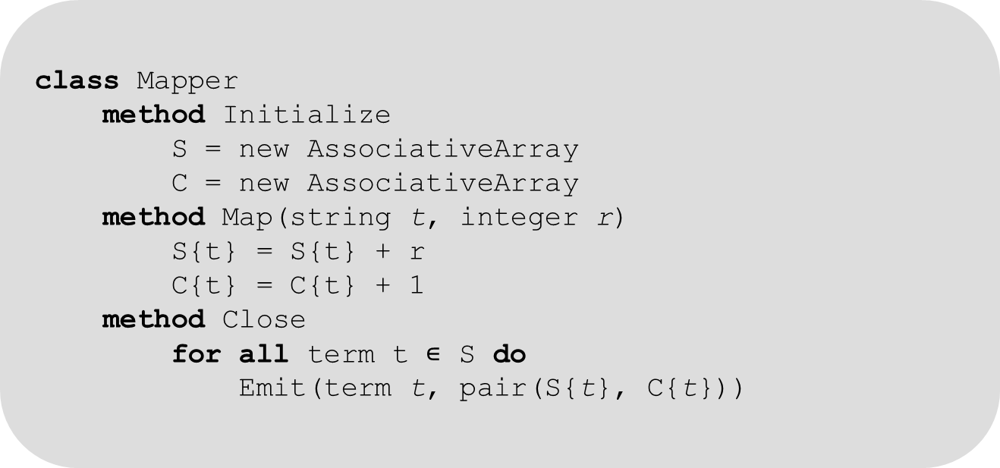 class Mapper
method Initialize
S = new AssociativeArray
C = new AssociativeArray
method Map(string t, integer r)
S{t} = S{t} + r
C{t} = C{t} + 1
method Close
for all term t ∈ S do
Emit(term t, pair(S{t}, C{t}))